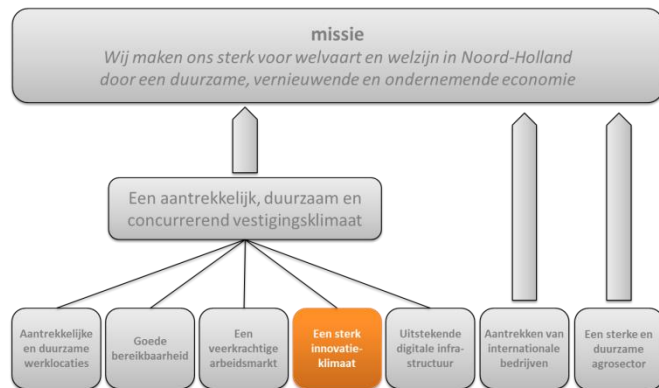 missie
Wij maken ons sterk voor welvaart en welzijn in Noord-Holland
door een duurzame, vernieuwende en ondernemende economie
Een aantrekkelijk, duurzaam en
concurrerend vestigingsklimaat
Aantrekkelijke
en duurzame
werklocaties
Goede
bereikbaarheid
Een
veerkrachtige
arbeidsmarkt
Een sterk
innovatie-
klimaat
Uitstekende
digitale infra-
structuur
Aantrekken van
internationale
bedrijven
Een sterke en
duurzame
agrosector